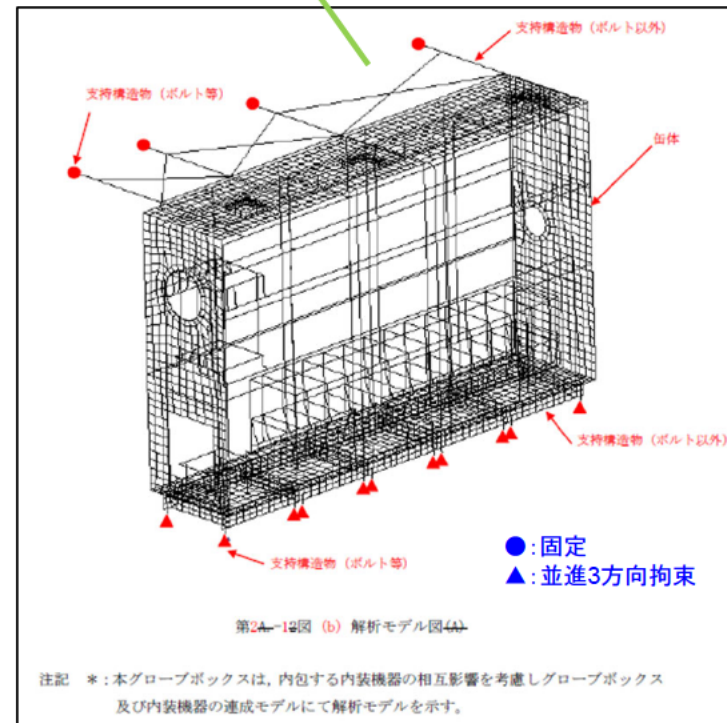 支持構造物(ボルト以外)
支持構造物(ボルト等)
缶体
支持構造物(ボルト以外)
支持構造物(ボルト等)
●:固定
▲:並進3方向拘束
第2A.-12図 (b) 解析モデル図(A)
注記 *:本グローブボックスは,内包する内装機器の相互影響を考慮しグローブボックス
及び内装機器の連成モデルにて解析モデルを示す。